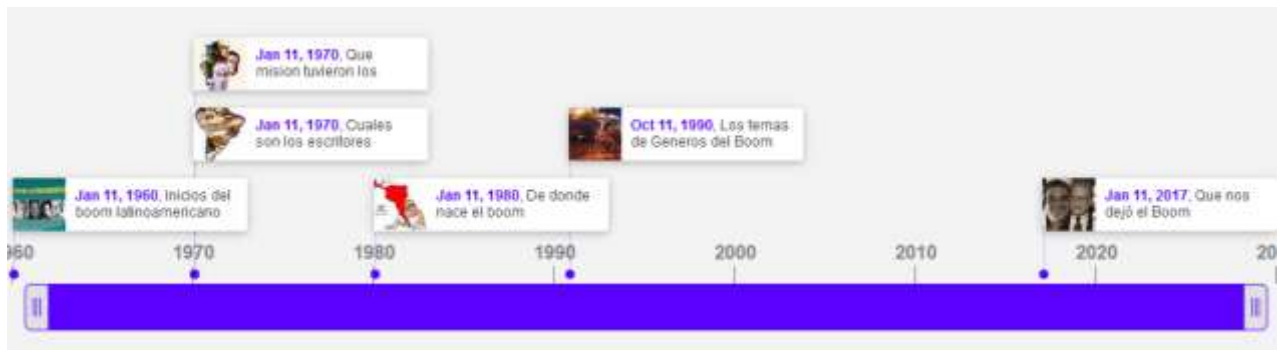 Jan 11, 1970, Que
mision tuvieron los
Jan 11, 1970, Cuales
son los escritores
Oct 11, 1990, Los temas
de Generos del Boom
Jan 11, 1960, Inicios del
boom latinoamericano
Jan 11, 1980, De donde
nace el boom
Jan 11, 2017, Que nos
dejó el Boom
960 1970 1980 1990 2000 2010 2020 20